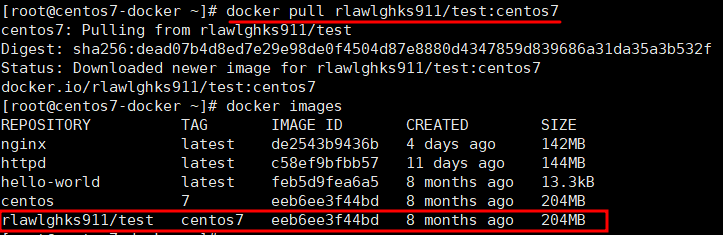 [root@centos7-docker ~]# docker pull rlawlghks911/test:centos7
centos7: Pulling from rlawlghks911/test
Digest: sha256:dead07b4d8ed7e29e98de0f4504d87e8880d4347859d839686a31da35a3b532f
Status: Downloaded newer image for rlawlghks911/test:centos7
docker.io/rlawlghks911/test:centos7
[root@centos7-docker ~]# docker images
REPOSITORY TAG IMAGE ID CREATED SIZE
nginx latest de2543b9436b 4 days ago 142MB
httpd latest c58ef9bfbb57 11 days ago 144MB
hello-world latest feb5d9fea6a5 8 months ago 13.3kB
centos 7 eeb6ee3f44bd 8 months ago 204MB
rlawlghks911/test centos7 eeb6ee3f44bd 8 months ago 204MB